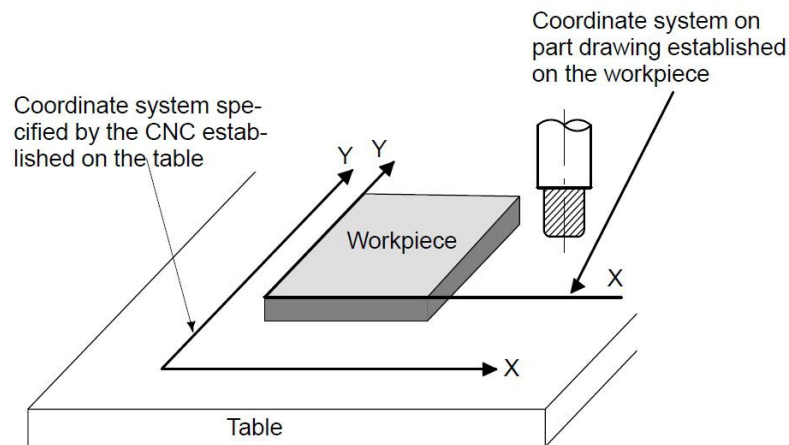 Coordinate system on
part drawing established
on the workpiece
Coordinate system spe-
cified by the CNC estab-
lished on the table
Y
Y
Workpiece
X
X
Table